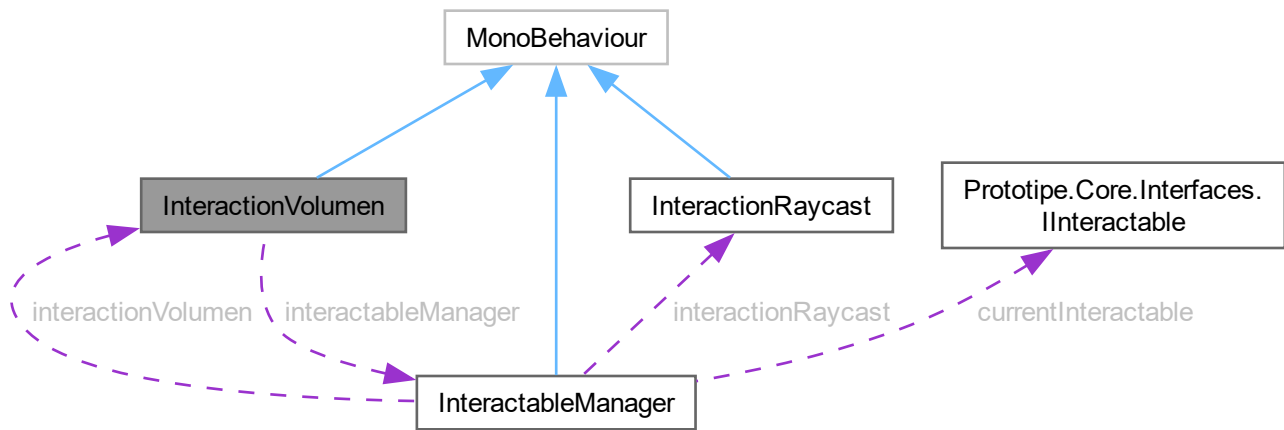 MonoBehaviour
InteractionVolumen
InteractionRaycast
Prototipe.Core.Interfaces.
IInteractable
interactionVolumen
interactableManager
interactionRaycast
currentInteractable
InteractableManager